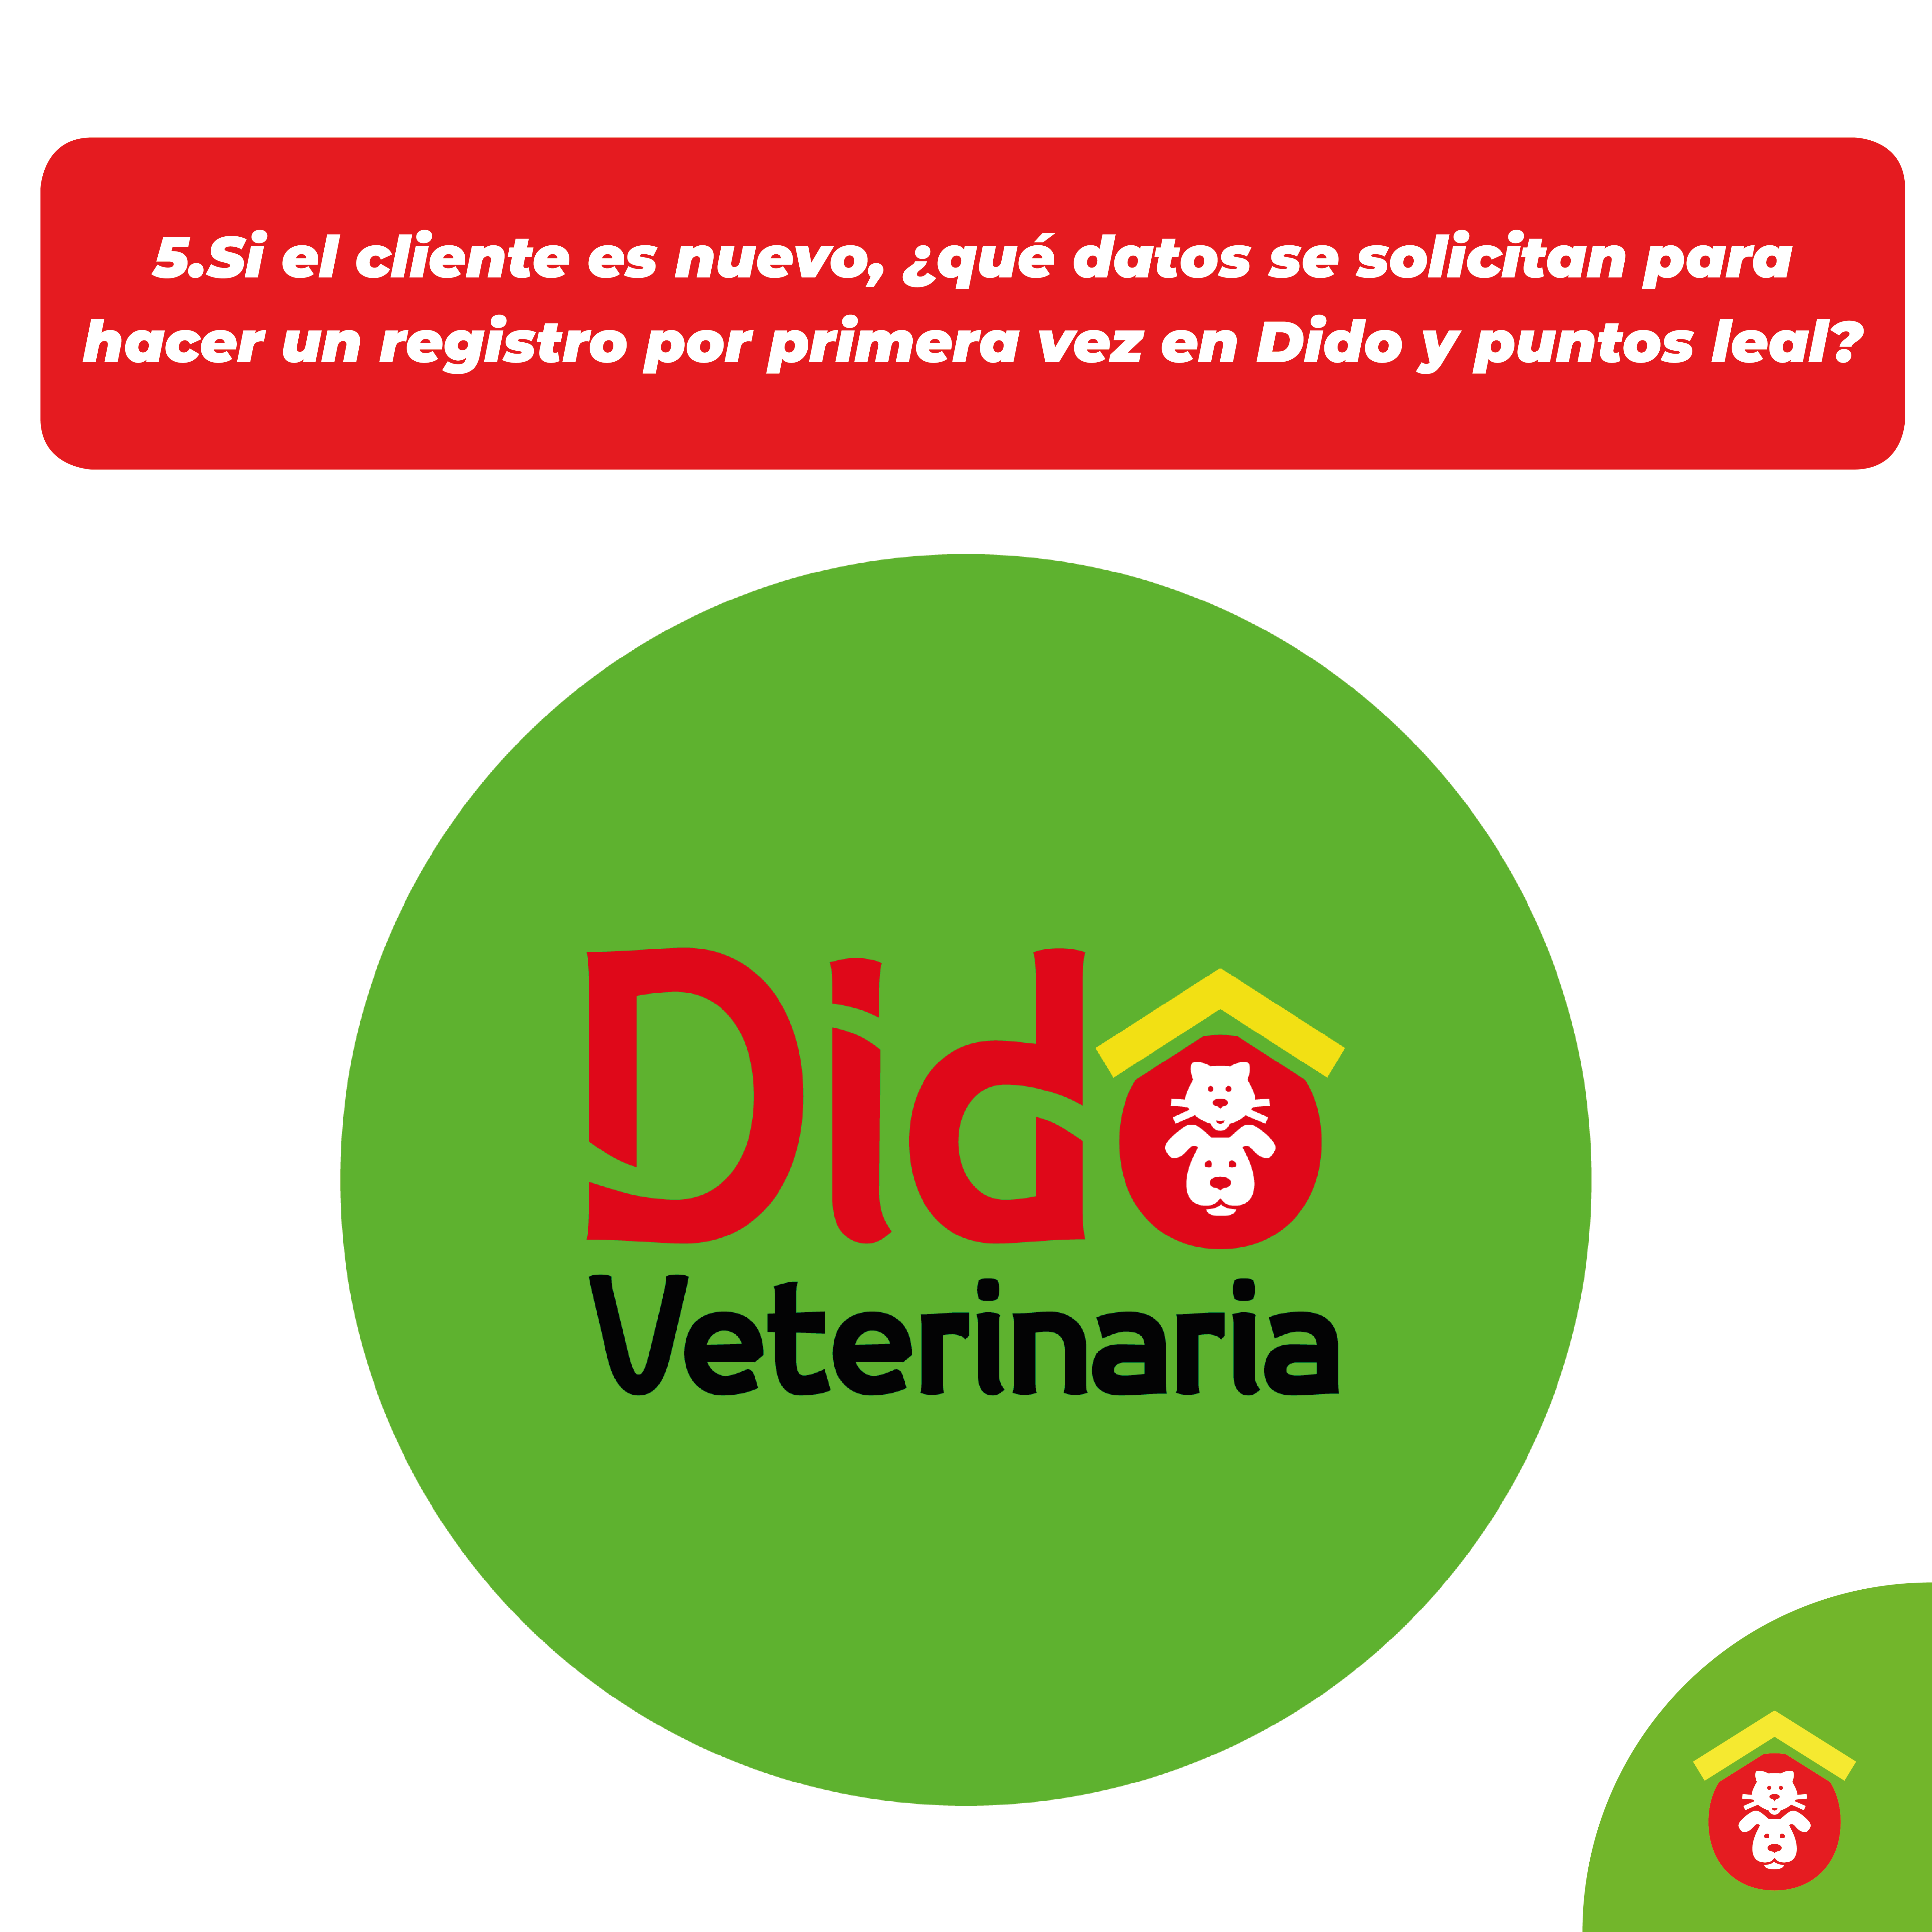 5.Si el cliente es nuevo, ¿qué datos se solicitan para
hacer un registro por primera vez en Dido y puntos leal?
Dido
Veterinaria